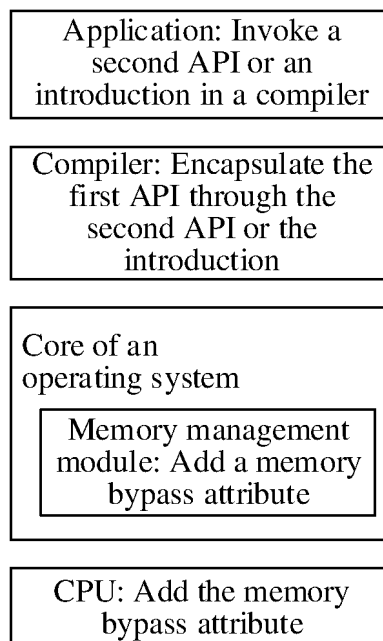 Application: Invoke a
second API or an
introduction in a compiler
Compiler: Encapsulate the
first API through the
second API or the
introduction
Core of an
operating system
Memory management
module: Add a memory
bypass attribute
CPU: Add the memory
bypass attribute